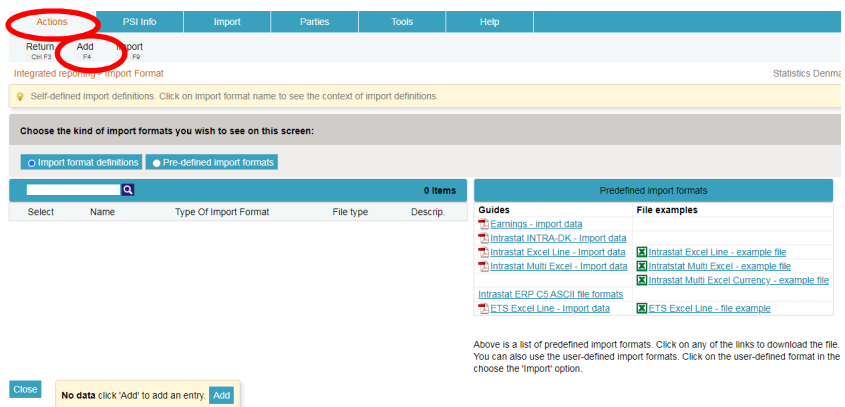 Actions PSI Info Import Parties Tools Help
Return Add Import
Ctrl F3 F4 F9
Integrated reporting - Import Format Statistics Denma
Self-defined import definitions. Click on import format name to see the context of import definitions.
Choose the kind of import formats you wish to see on this screen:
Import format definitions Pre-defined import formats
0 Items Predefined import formats
Select Name Type Of Import Format File type Descrip.
Guides File examples
Earnings - import data
Intrastat INTRA-DK - Import data
Intrastat Excel Line - Import data Intrastat Excel Line - example file
Intrastat Multi Excel - Import data Intratstat Multi Excel - example file
Intrastat Multi Excel Currency - example file
Intrastat ERP C5 ASCII file formats
ETS Excel Line - Import data ETS Excel Line - file example
Above is a list of predefined import formats. Click on any of the links to download the file.
You can also use the user-defined import formats. Click on the user-defined format in the
choose the 'Import' option.
Close
No data click 'Add' to add an entry. Add